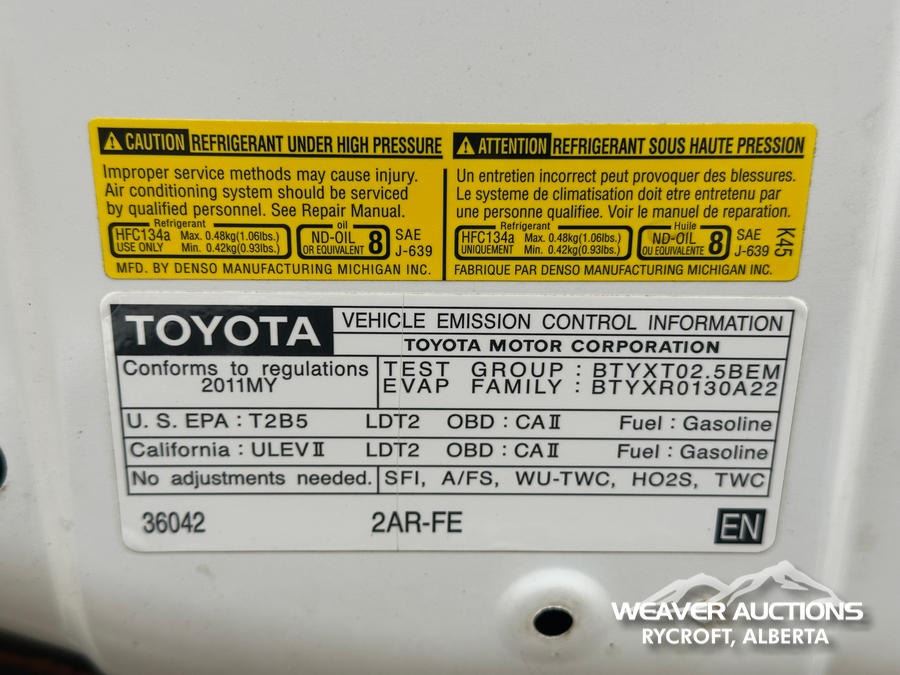 CAUTION REFRIGERANT UNDER HIGH PRESSURE
Improper service methods may cause injury.
Air conditioning system should be serviced
by qualified personnel. See Repair Manual.
Refrigerant
HFC134a Max. 0.48kg(1.06lbs.)
USE ONLY Min. 0.42kg(0.93lbs.)
oil
ND-OIL 8
OR EQUIVALENT
SAE
J-639
MFD. BY DENSO MANUFACTURING MICHIGAN INC.
ATTENTION REFRIGERANT SOUS HAUTE PRESSION
Un entretien incorrect peut provoquer des blessures.
Le systeme de climatisation doit etre entretenu par
une personne qualifiee. Voir le manuel de reparation.
Refrigerant
HFC134a Max. 0.48kg(1.06lbs.)
UNIQUEMENT Min. 0.42kg(0.93lbs.)
Huile
ND-OIL 8
OU EQUIVALENT
SAE
J-639
K45
FABRIQUE PAR DENSO MANUFACTURING MICHIGAN INC.
TOYOTA VEHICLE EMISSION CONTROL INFORMATION
TOYOTA MOTOR CORPORATION
Conforms to regulations
2011MY
TEST GROUP : BTYXT02.5BEM
EVAP FAMILY : BTYXR0130A22
U.S. EPA : T2B5 LDT2 OBD : CA II Fuel : Gasoline
California : ULEV II LDT2 OBD : CA II Fuel : Gasoline
No adjustments needed. SFI, A/FS, WU-TWC, HO2S, TWC
36042 2AR-FE EN
WEAVER AUCTIONS
RYCROFT, ALBERTA